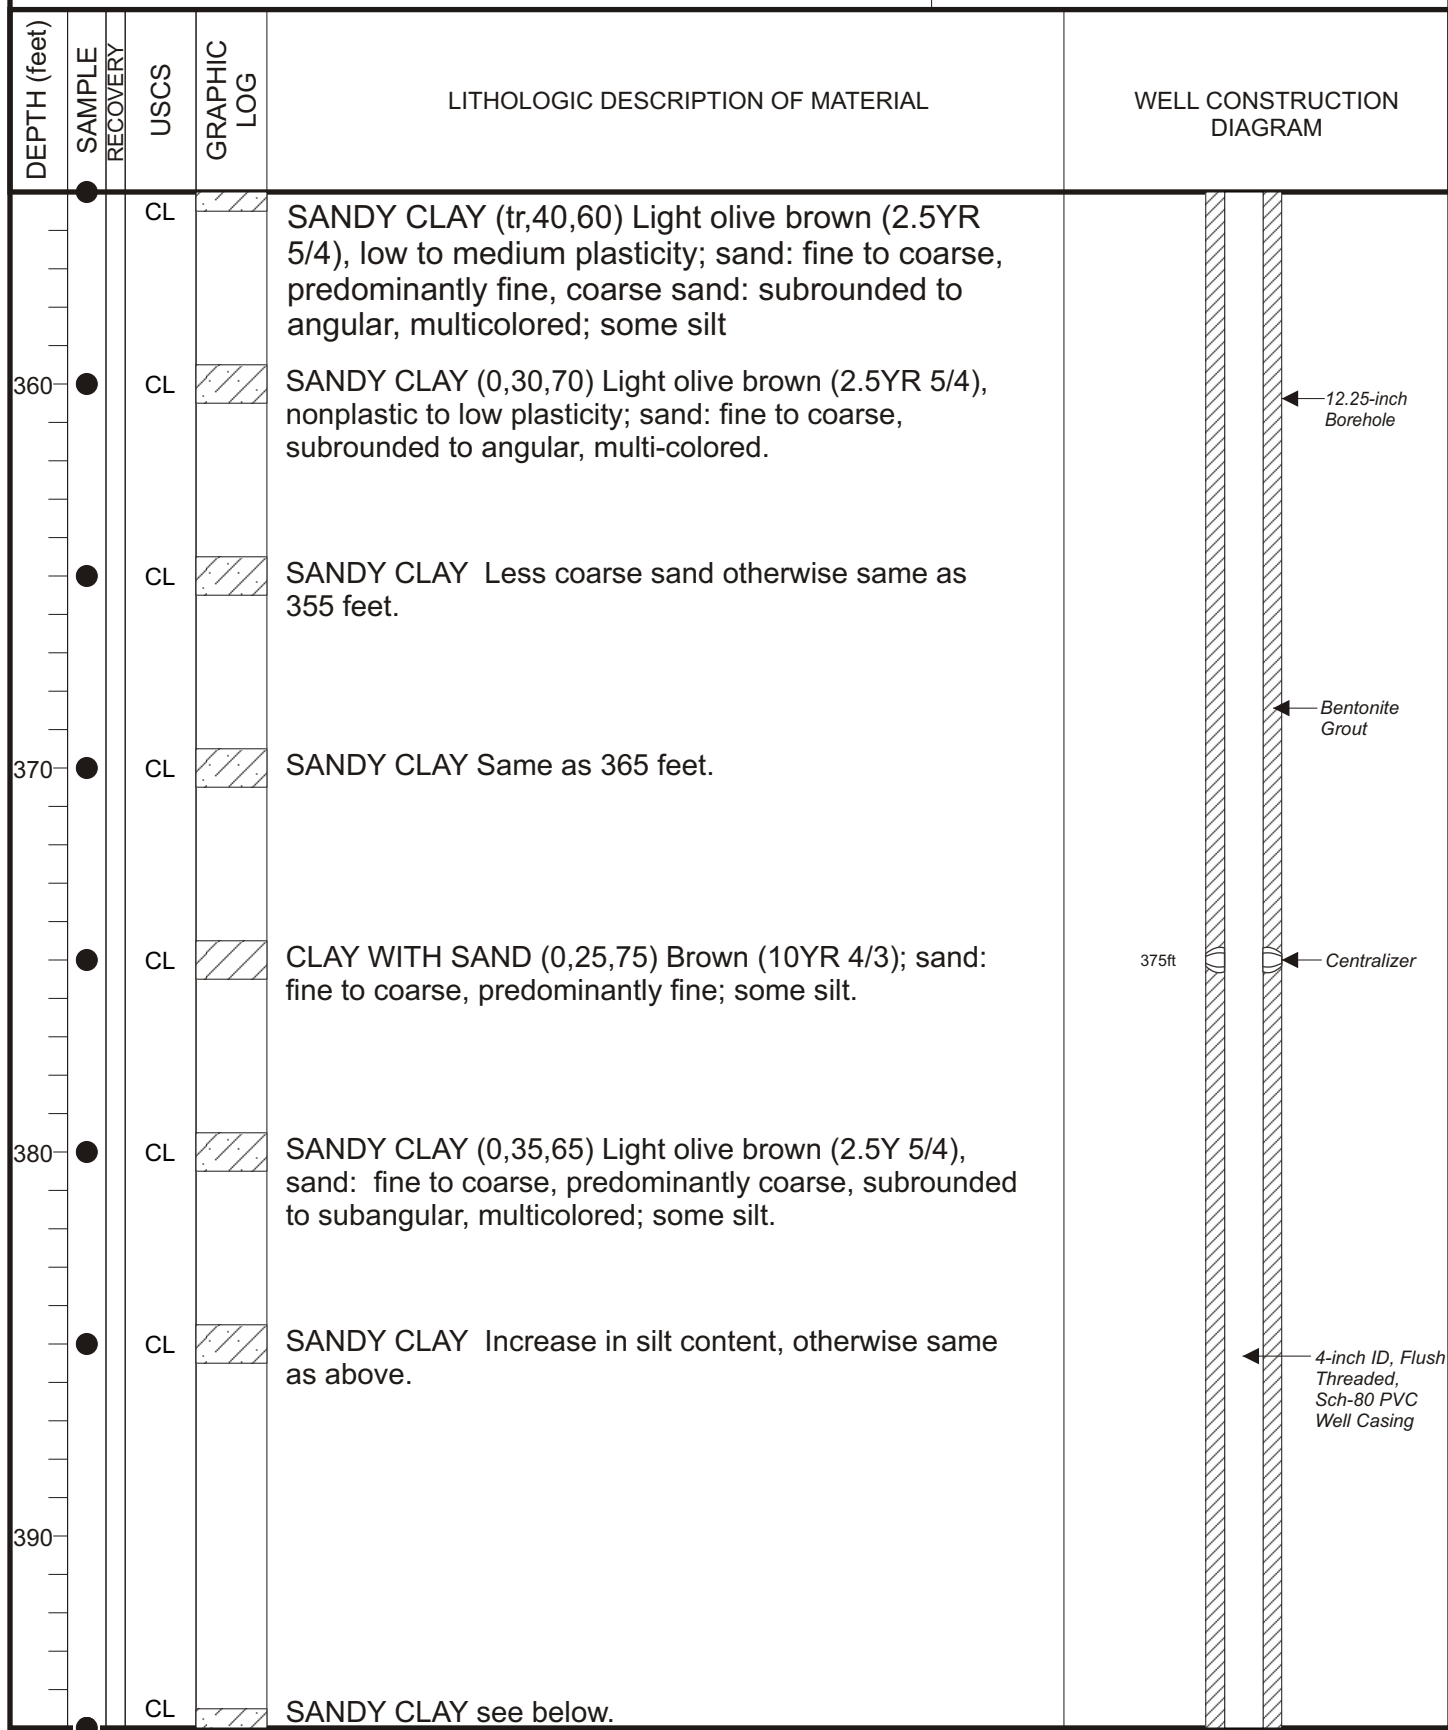 DEPTH (feet)
SAMPLE
RECOVERY
USCS
GRAPHIC
LOG
LITHOLOGIC DESCRIPTION OF MATERIAL
WELL CONSTRUCTION
DIAGRAM
CL
SANDY CLAY (tr,40,60) Light olive brown (2.5YR
5/4), low to medium plasticity; sand: fine to coarse,
predominantly fine, coarse sand: subrounded to
angular, multicolored; some silt
360
CL
SANDY CLAY (0,30,70) Light olive brown (2.5YR 5/4),
nonplastic to low plasticity; sand: fine to coarse,
subrounded to angular, multi-colored.
12.25-inch
Borehole
CL
SANDY CLAY  Less coarse sand otherwise same as
355 feet.
Bentonite
Grout
370
CL
SANDY CLAY Same as 365 feet.
CL
CLAY WITH SAND (0,25,75) Brown (10YR 4/3); sand:
fine to coarse, predominantly fine; some silt.
375ft
Centralizer
380
CL
SANDY CLAY (0,35,65) Light olive brown (2.5Y 5/4),
sand:  fine to coarse, predominantly coarse, subrounded
to subangular, multicolored; some silt.
CL
SANDY CLAY  Increase in silt content, otherwise same
as above.
4-inch ID, Flush
Threaded,
Sch-80 PVC
Well Casing
390
CL
SANDY CLAY see below.